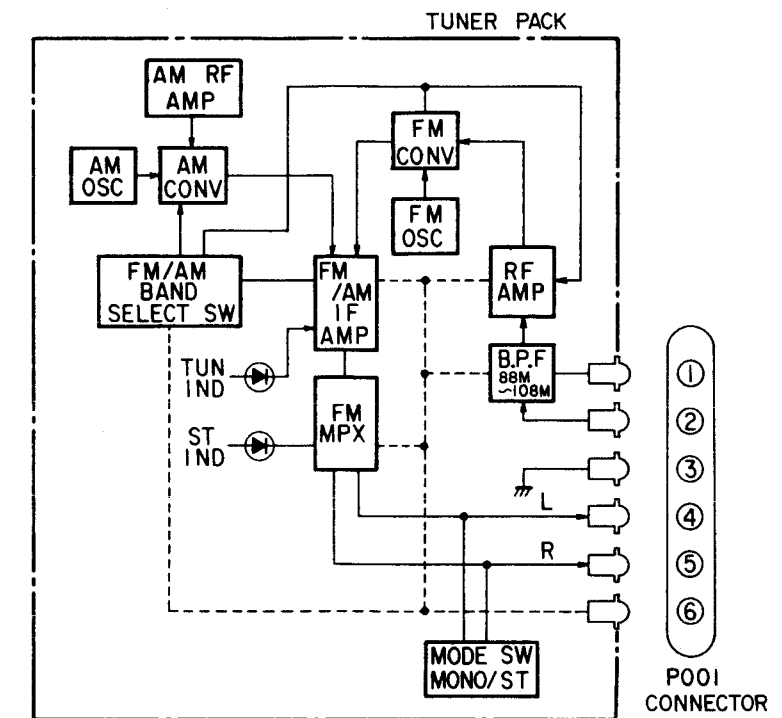 TUNER PACK
AM RF
AMP
AM
OSC
AM
CONV
FM
CONV
FM
OSC
FM/AM
BAND
SELECT SW
FM
/AM
IF
AMP
RF
AMP
TUN
IND
B.P.F
88M
~108M
ST
IND
FM
MPX
L
R
MODE SW
MONO/ST
①
②
③
④
⑤
⑥
P001
CONNECTOR